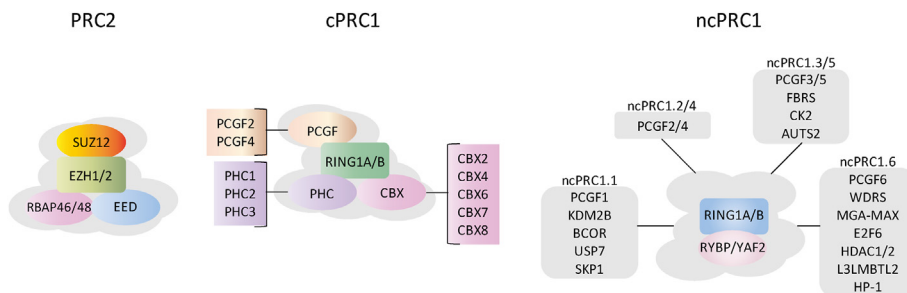 PRC2
cPRC1
ncPRC1
SUZ12
EZH1/2
RBAP46/48
EED
PCGF2
PCGF4
PCGF
RING1A/B
PHC1
PHC2
PHC3
PHC
CBX
CBX2
CBX4
CBX6
CBX7
CBX8
ncPRC1.1
PCGF1
KDM2B
BCOR
USP7
SKP1
ncPRC1.2/4
PCGF2/4
ncPRC1.3/5
PCGF3/5
FBRS
CK2
AUTS2
RING1A/B
RYBP/YAF2
ncPRC1.6
PCGF6
WDRS
MGA-MAX
E2F6
HDAC1/2
L3LMBTL2
HP-1